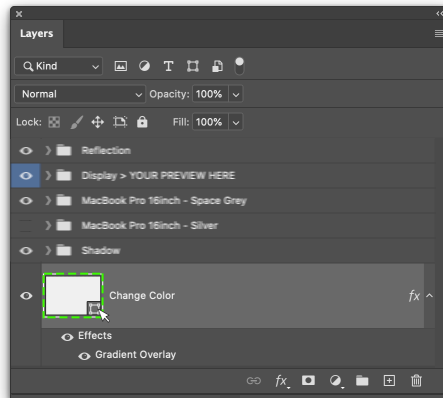 Layers
Kind
Normal Opacity: 100%
Lock: Fill: 100%
Reflection
Display > YOUR PREVIEW HERE
MacBook Pro 16inch - Space Grey
MacBook Pro 16inch - Silver
Shadow
Change Color fx
Effects
Gradient Overlay
fx